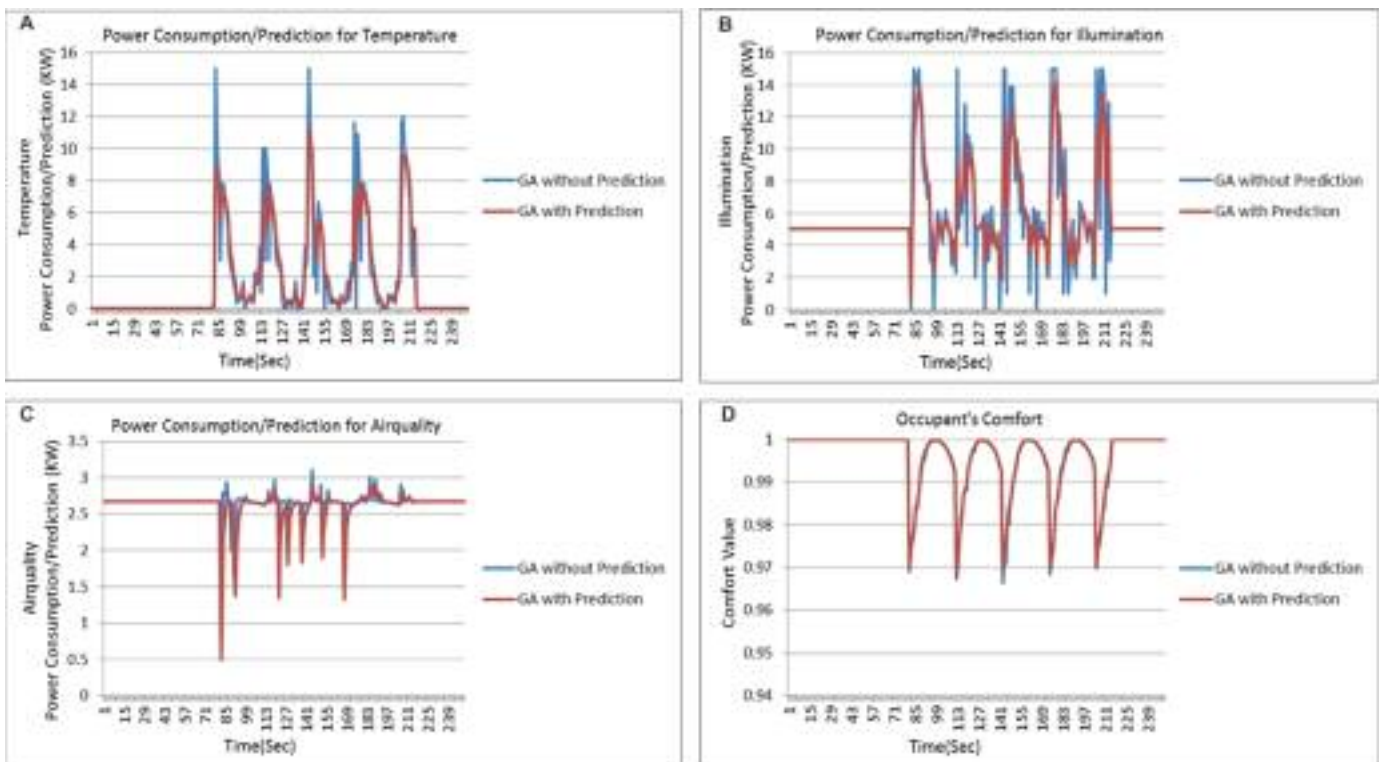 A
Power Consumption/Prediction for Temperature
Temperature
Power Consumption/Prediction (KW)
16
14
12
10
8
6
4
2
0
1 15 29 43 57 71 85 99 113 127 141 155 169 183 197 211 225 239
Time(Sec)
GA without Prediction
GA with Prediction
B
Power Consumption/Prediction for Illumination
Illumination
Power Consumption/Prediction (KW)
16
14
12
10
8
6
4
2
0
1 15 29 43 57 71 85 99 113 127 141 155 169 183 197 211 225 239
Time(Sec)
GA without Prediction
GA with Prediction
C
Power Consumption/Prediction for Airquality
Airquality
Power Consumption/Prediction (KW)
3.5
3
2.5
2
1.5
1
0.5
0
1 15 29 43 57 71 85 99 113 127 141 155 169 183 197 211 225 239
Time(Sec)
GA without Prediction
GA with Prediction
D
Occupant's Comfort
Comfort Value
1
0.99
0.98
0.97
0.96
0.95
0.94
1 15 29 43 57 71 85 99 113 127 141 155 169 183 197 211 225 239
Time(Sec)
GA without Prediction
GA with Prediction